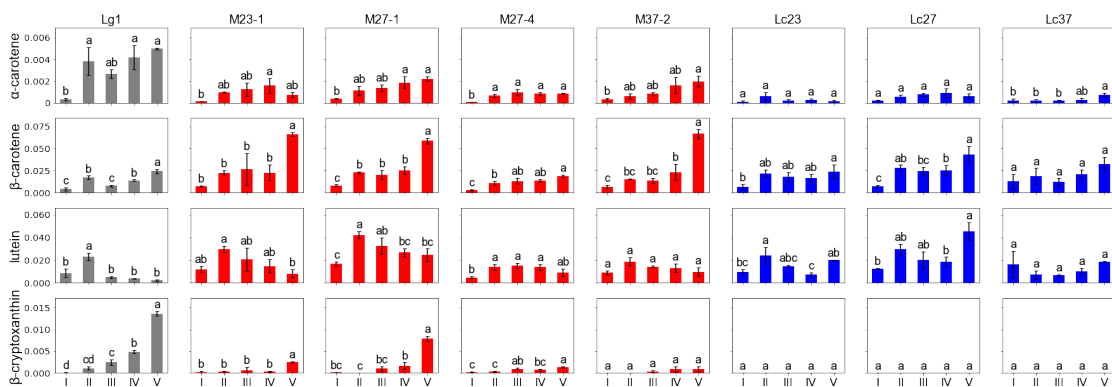 Lg1 M23-1 M27-1 M27-4 M37-2 Lc23 Lc27 Lc37
α-carotene
0.006
0.004
0.002
0
b a a a a
b ab ab a ab
b ab ab a a
b a a a a
b ab ab a a
a a a a a
a a a a a
b b b ab a
β-carotene
0.075
0.050
0.025
0.000
c b c b a
b b b b a
c b b b a
c b ab ab a
c b b b a
b ab ab ab a
c ab bc b a
a a a a a
lutein
0.060
0.040
0.020
0.000
b a b b b
ab a ab ab b
c a ab bc bc
b a a a ab
a a a a a
bc a abc c ab
b ab b b a
a a a a a
β-cryptoxanthin
0.015
0.010
0.005
0.000
d cd c b a
b b b b a
bc c bc b a
c c ab bc a
a a a a a
a a a a a
a a a a a
a a a a a
I II III IV V I II III IV V I II III IV V I II III IV V I II III IV V I II III IV V I II III IV V I II III IV V